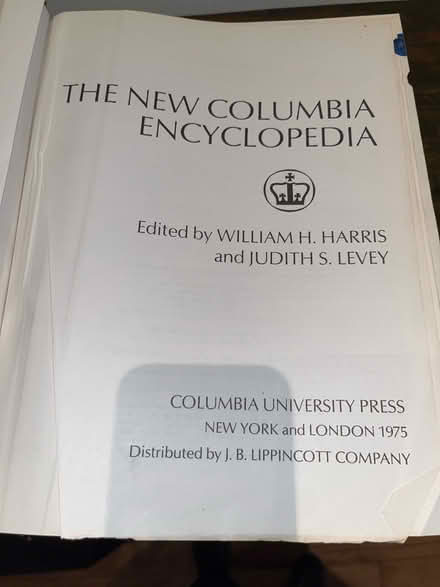 THE NEW COLUMBIA
ENCYCLOPEDIA
Edited by WILLIAM H. HARRIS
and JUDITH S. LEVEY
COLUMBIA UNIVERSITY PRESS
NEW YORK and LONDON 1975
Distributed by J. B. LIPPINCOTT COMPANY